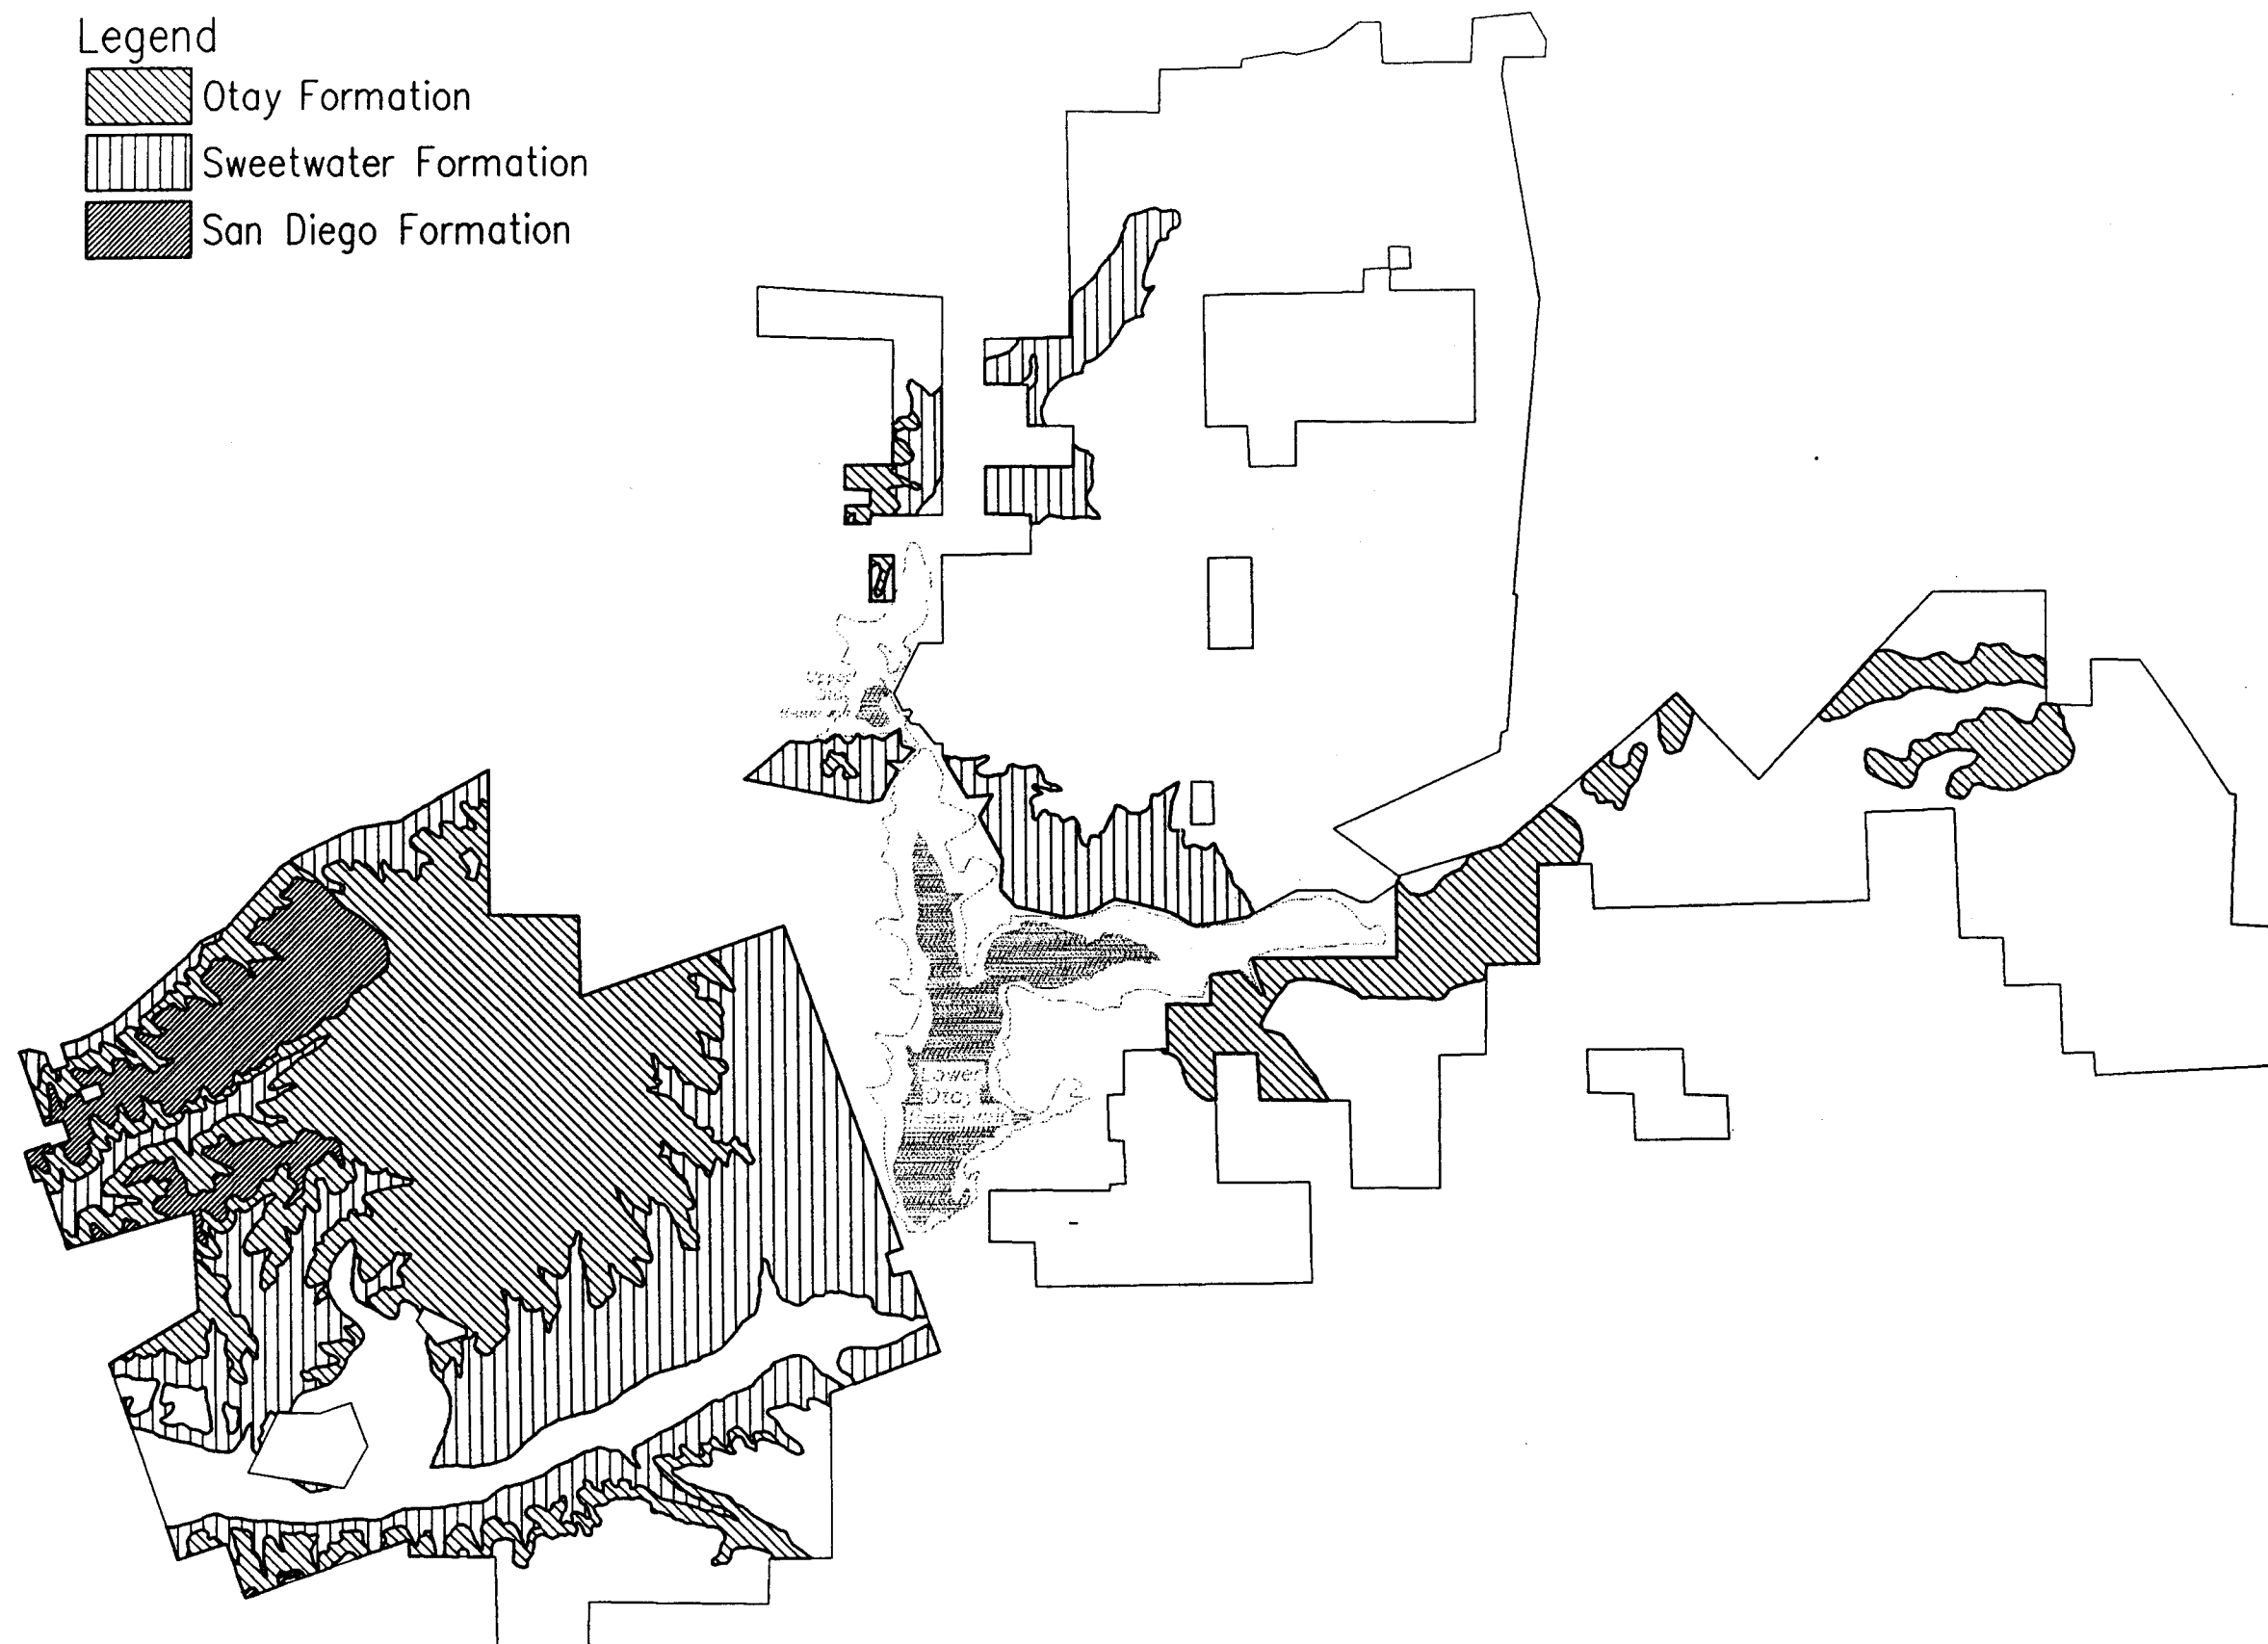 Legend
Otay Formation
Sweetwater Formation
San Diego Formation
Lower
Otay